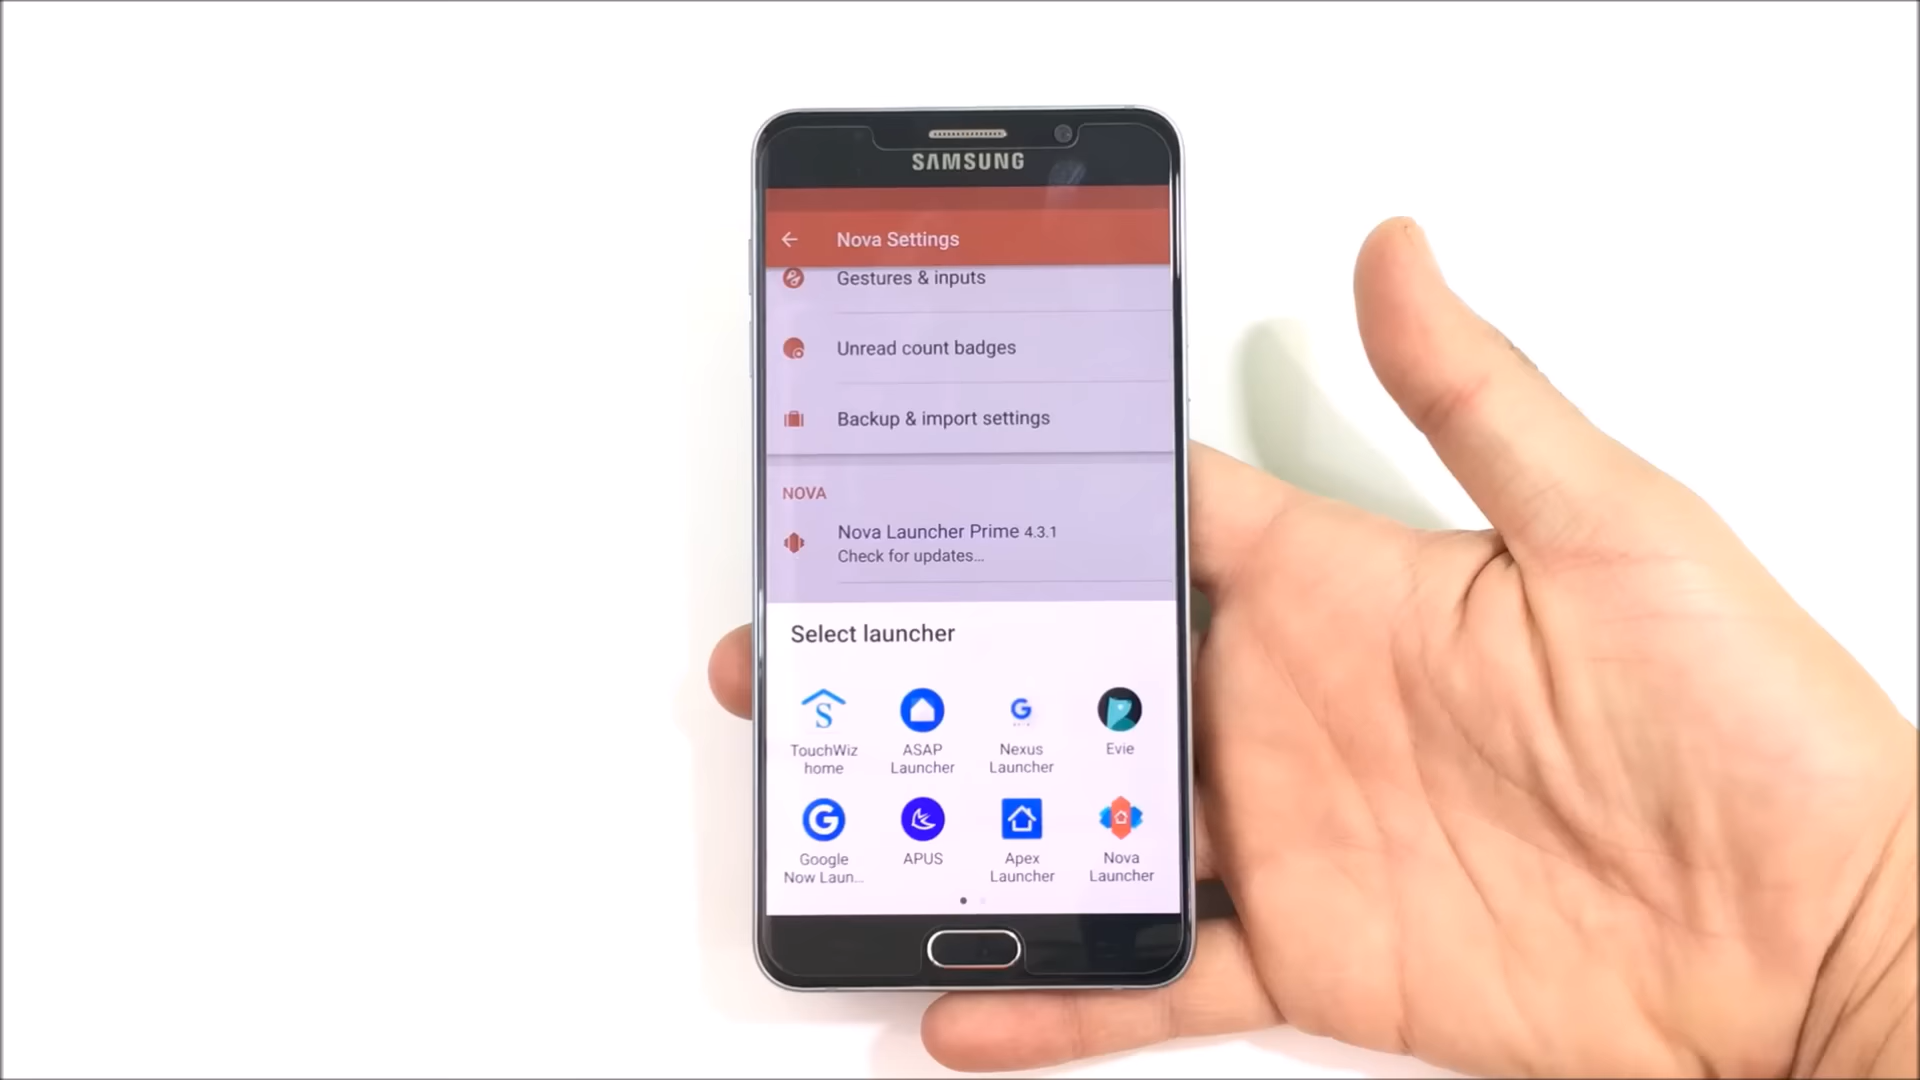 SAMSUNG
Nova Settings
Gestures & inputs
Unread count badges
Backup & import settings
NOVA
Nova Launcher Prime 4.3.1
Check for updates...
Select launcher
TouchWiz
home
ASAP
Launcher
Nexus
Launcher
Evie
Google
Now Laun...
APUS
Apex
Launcher
Nova
Launcher